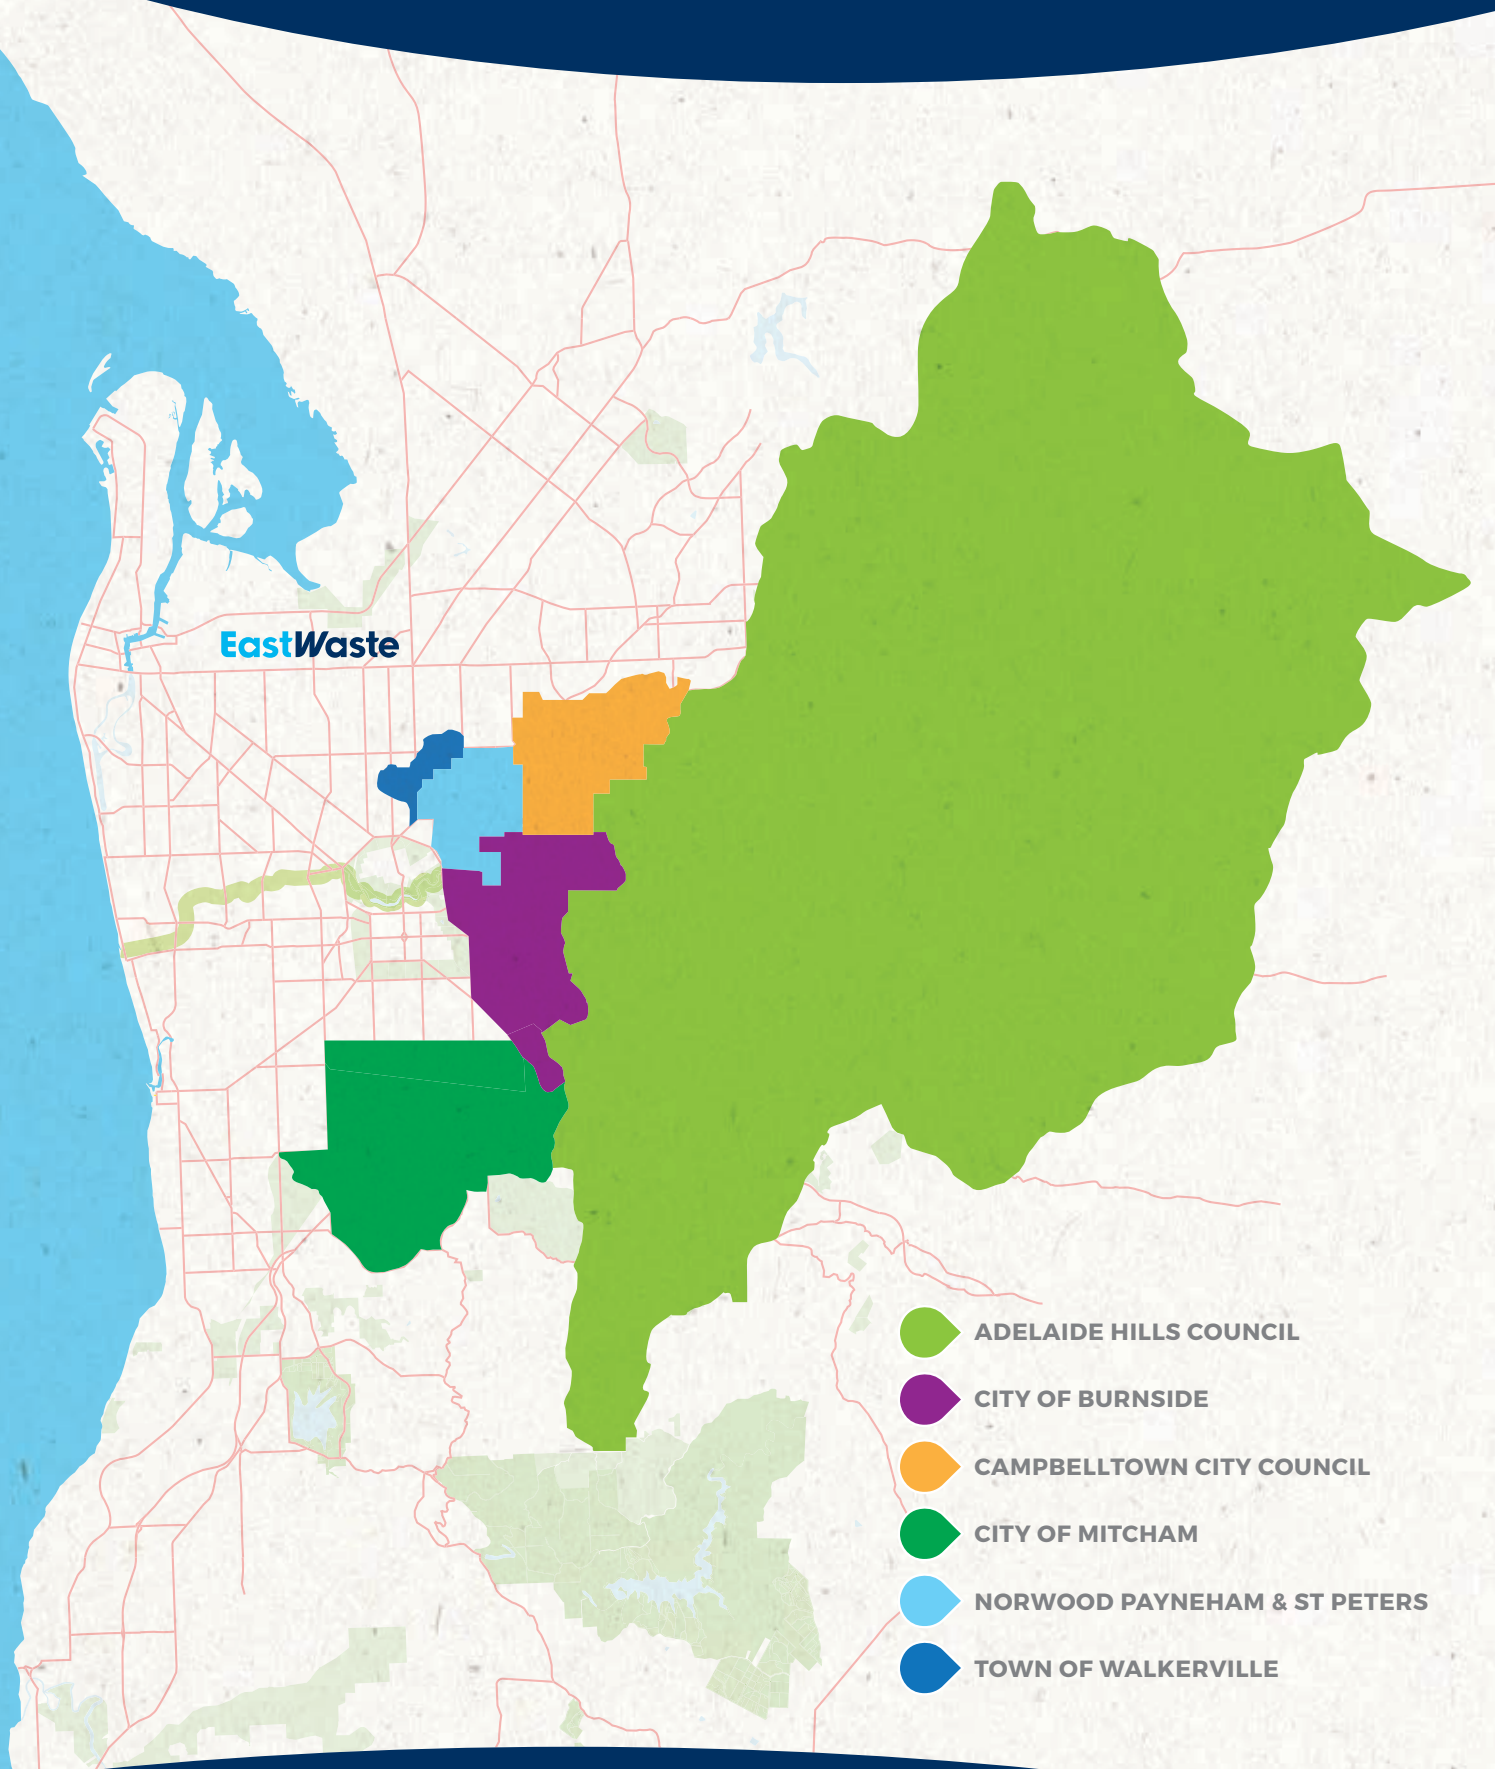 EastWaste
ADELAIDE HILLS COUNCIL
CITY OF BURNSIDE
CAMPBELLTOWN CITY COUNCIL
CITY OF MITCHAM
NORWOOD PAYNEHAM & ST PETERS
TOWN OF WALKERVILLE